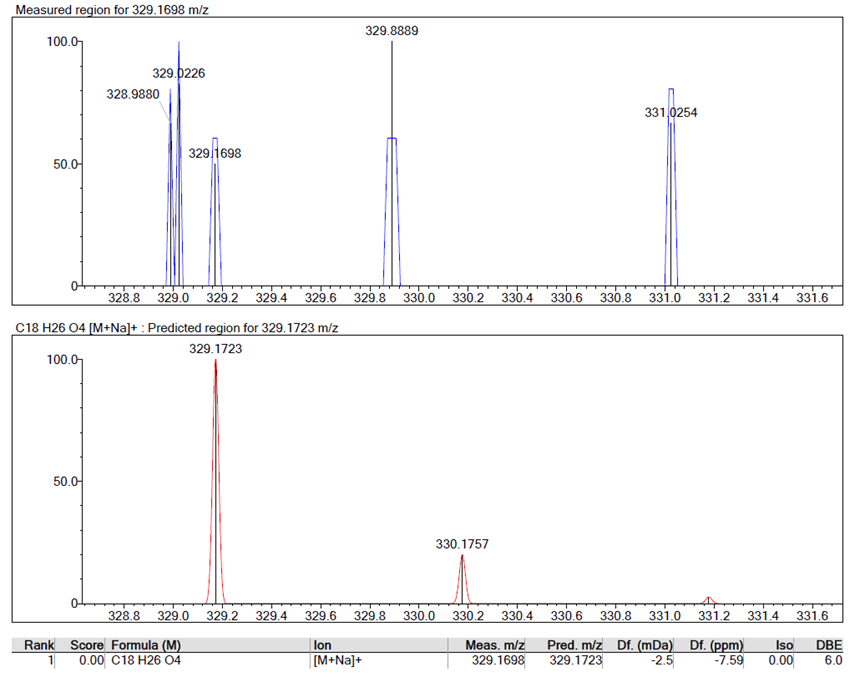 Measured region for 329.1698 m/z
329.8889
100.0
329.0226
328.9880
331.0254
329.1698
50.0
0
328.8 329.0 329.2 329.4 329.6 329.8 330.0 330.2 330.4 330.6 330.8 331.0 331.2 331.4 331.6
C18 H26 O4 [M+Na]+ : Predicted region for 329.1723 m/z
329.1723
100.0
50.0
330.1757
0
328.8 329.0 329.2 329.4 329.6 329.8 330.0 330.2 330.4 330.6 330.8 331.0 331.2 331.4 331.6
Rank Score Formula (M) Ion Meas. m/z Pred. m/z Df. (mDa) Df. (ppm) Iso DBE
1 0.00 C18 H26 O4 [M+Na]+ 329.1698 329.1723 -2.5 -7.59 0.00 6.0